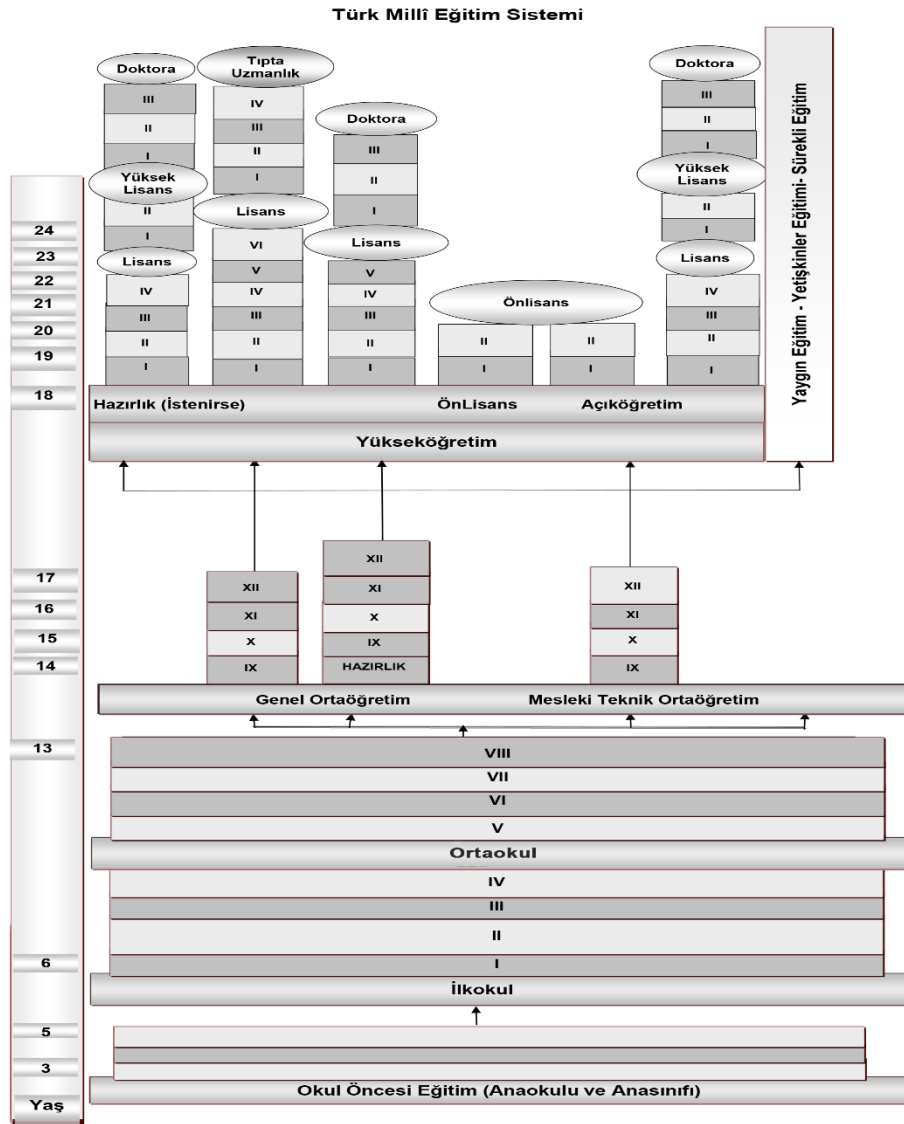 Türk Millî Eğitim Sistemi
Doktora
III
II
I
Yüksek
Lisans
II
I
Lisans
IV
III
II
I
Tıpta
Uzmanlık
IV
III
II
I
Lisans
VI
V
IV
III
II
I
Doktora
III
II
I
Lisans
V
IV
III
II
I
Önlisans
II
I
II
I
Doktora
III
II
I
Yüksek
Lisans
II
I
Lisans
IV
III
II
I
Yaygın Eğitim - Yetişkinler Eğitimi- Sürekli Eğitim
24
23
22
21
20
19
18
Hazırlık (İstenirse)
ÖnLisans
Açıköğretim
Yükseköğretim
17
16
15
14
XII
XI
X
IX
XII
XI
X
IX
HAZIRLIK
XII
XI
X
IX
Genel Ortaöğretim
Mesleki Teknik Ortaöğretim
13
VIII
VII
VI
V
Ortaokul
IV
III
II
6
I
İlkokul
5
3
Yaş
Okul Öncesi Eğitim (Anaokulu ve Anasınıfı)